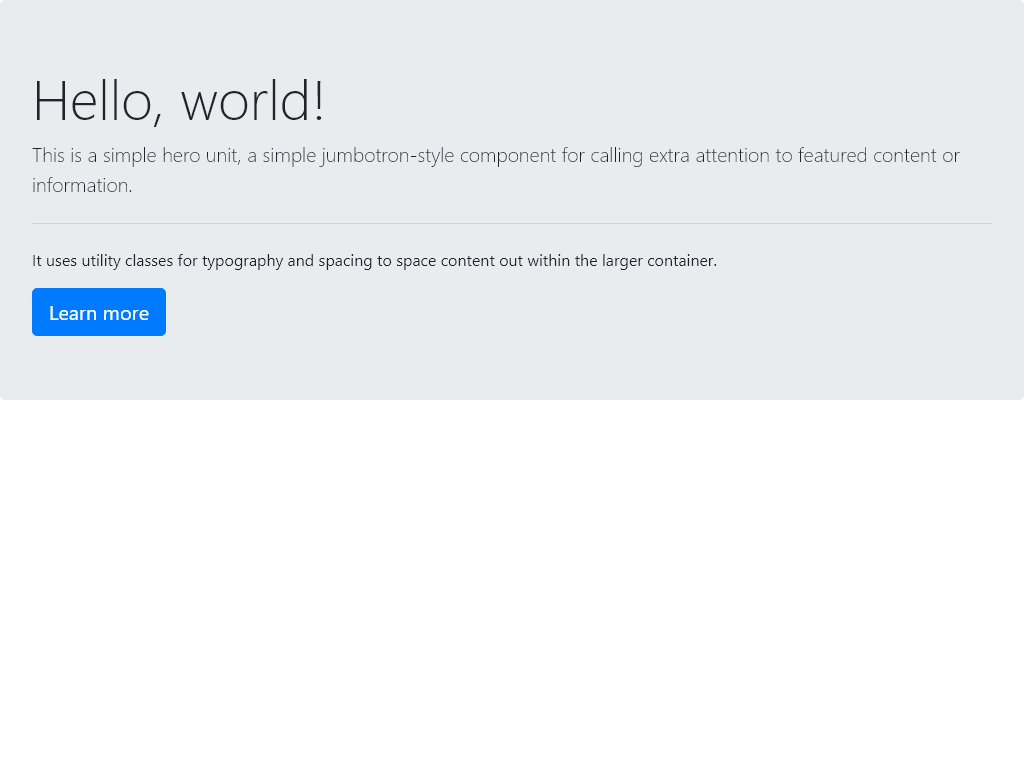 Hello, world!
This is a simple hero unit, a simple jumbotron-style component for calling extra attention to featured content or
information.
It uses utility classes for typography and spacing to space content out within the larger container.
Learn more